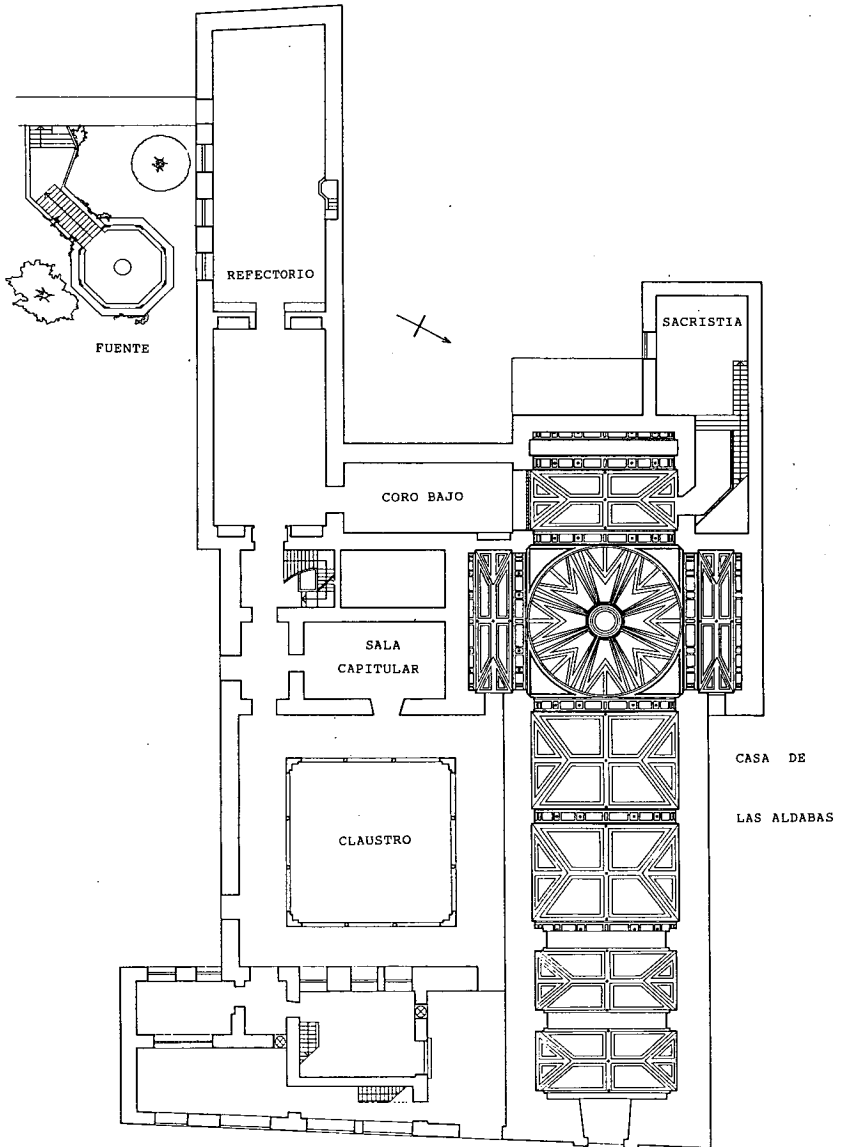 REFECTORIO
SACRISTIA
FUENTE
CORO BAJO
SALA
CAPITULAR
CASA DE
LAS ALDABAS
CLAUSTRO